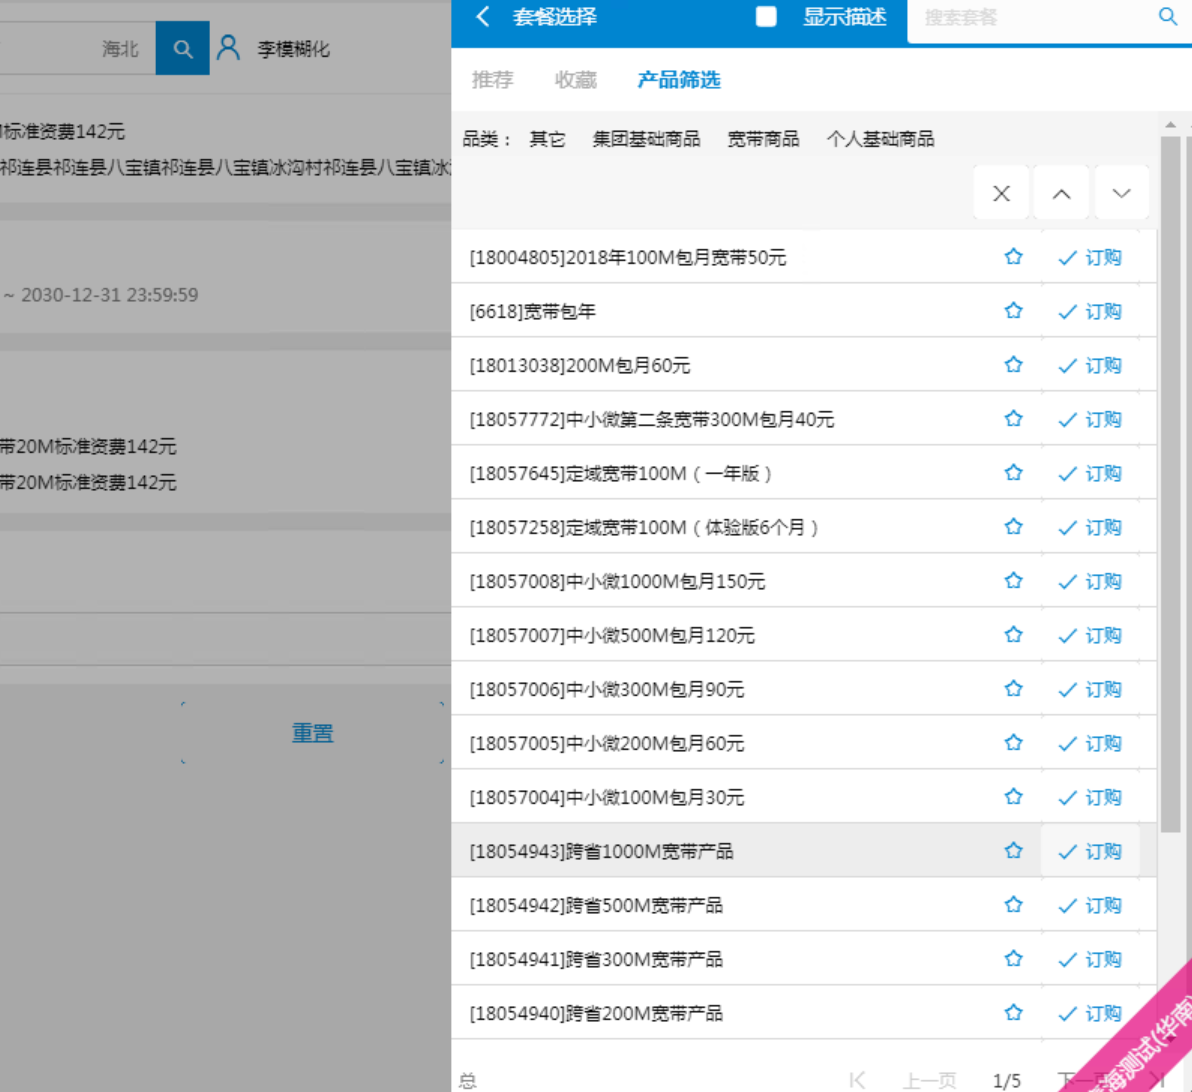 海北
李模糊化
标准资费142元
祁连县祁连县八宝镇祁连县八宝镇冰沟村祁连县八宝镇冰
~ 2030-12-31 23:59:59
带20M标准资费142元
带20M标准资费142元
重置
套餐选择
显示描述
搜索套餐
推荐 收藏 产品筛选
品类： 其它 集团基础商品 宽带商品 个人基础商品
[18004805]2018年100M包月宽带50元 订购
[6618]宽带包年 订购
[18013038]200M包月60元 订购
[18057772]中小微第二条宽带300M包月40元 订购
[18057645]定域宽带100M（一年版） 订购
[18057258]定域宽带100M（体验版6个月） 订购
[18057008]中小微1000M包月150元 订购
[18057007]中小微500M包月120元 订购
[18057006]中小微300M包月90元 订购
[18057005]中小微200M包月60元 订购
[18057004]中小微100M包月30元 订购
[18054943]跨省1000M宽带产品 订购
[18054942]跨省500M宽带产品 订购
[18054941]跨省300M宽带产品 订购
[18054940]跨省200M宽带产品 订购
总 上一页 1/5 下一页
海测试(华南)